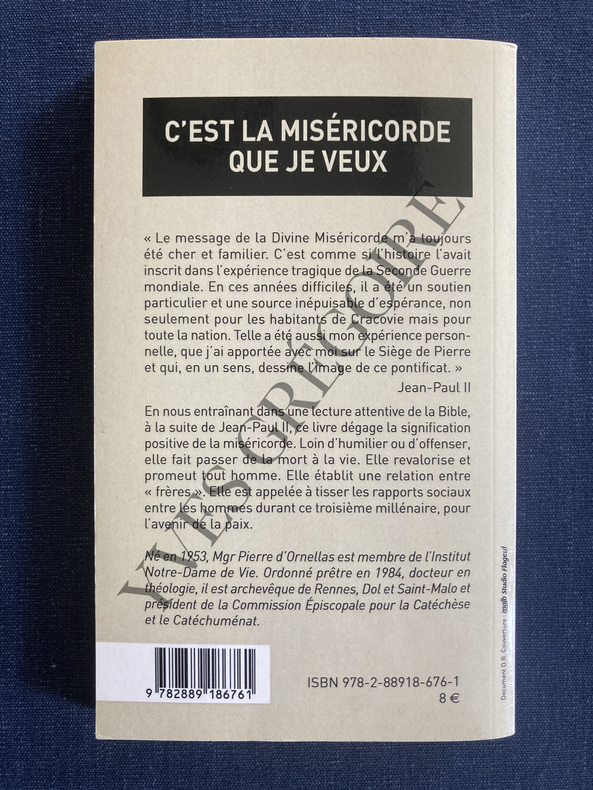 C'EST LA MISÉRICORDE
QUE JE VEUX
« Le message de la Divine Miséricorde m'a toujours
été cher et familier. C'est comme si l'histoire l'avait
inscrit dans l'expérience tragique de la Seconde Guerre
mondiale. En ces années difficiles, il a été un soutien
particulier et une source inépuisable d'espérance, non
seulement pour les habitants de Cracovie mais pour
toute la nation. Telle a été aussi mon expérience person-
nelle, que j'ai apportée avec moi sur le Siège de Pierre
et qui, en un sens, dessine l'image de ce pontificat. »
Jean-Paul II
En nous entraînant dans une lecture attentive de la Bible,
à la suite de Jean-Paul II, ce livre dégage la signification
positive de la miséricorde. Loin d'humilier ou d'offenser,
elle fait passer de la mort à la vie. Elle revalorise et
promeut tout homme. Elle établit une relation entre
« frères ». Elle est appelée à tisser les rapports sociaux
entre les hommes durant ce troisième millénaire, pour
l'avenir de la paix.
Né en 1953, Mgr Pierre d'Ornellas est membre de l'Institut
Notre-Dame de Vie. Ordonné prêtre en 1984, docteur en
théologie, il est archevêque de Rennes, Dol et Saint-Malo et
président de la Commission Épiscopale pour la Catéchèse
et le Catéchuménat.
ISBN 978-2-88918-676-1
8 €
9 782889 186761
Document D.R. Couverture : Studio Flageul
YVES GRÉGOIRE